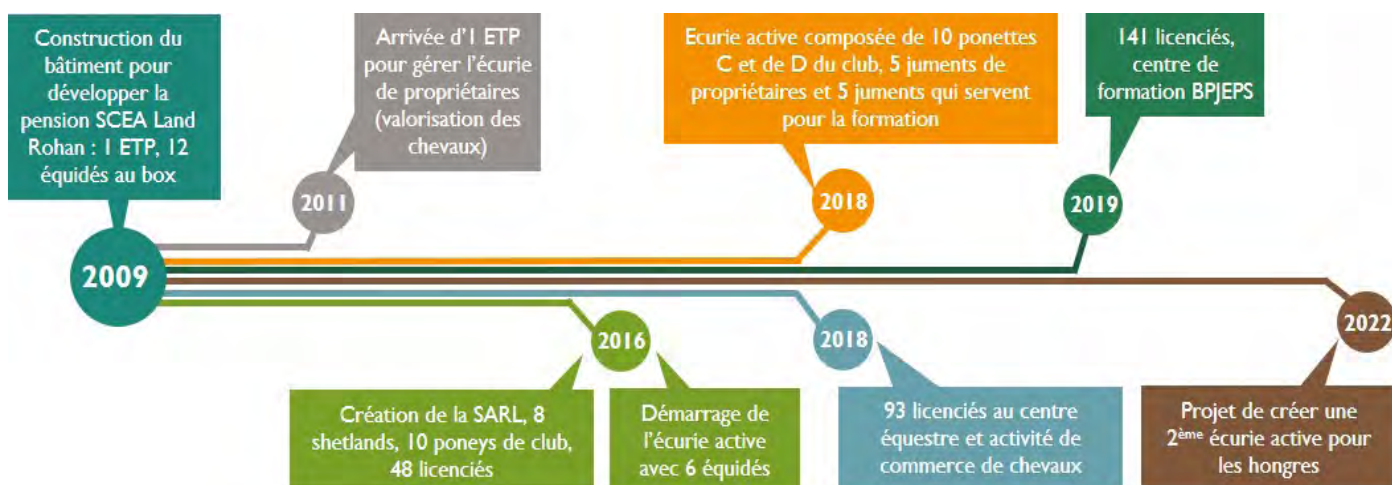 Construction du
bâtiment pour
développer la
pension SCEA Land
Rohan : 1 ETP, 12
équidés au box
2009
Arrivée d'1 ETP
pour gérer l'écurie
de propriétaires
(valorisation des
chevaux)
2011
Ecurie active composée de 10 ponettes
C et de D du club, 5 juments de
propriétaires et 5 juments qui servent
pour la formation
2018
141 licenciés,
centre de
formation BPJEPS
2019
2016
Création de la SARL, 8
shetlands, 10 poneys de club,
48 licenciés
Démarrage de
l'écurie active
avec 6 équidés
2018
93 licenciés au centre
équestre et activité de
commerce de chevaux
2022
Projet de créer une
2ème écurie active pour
les hongres